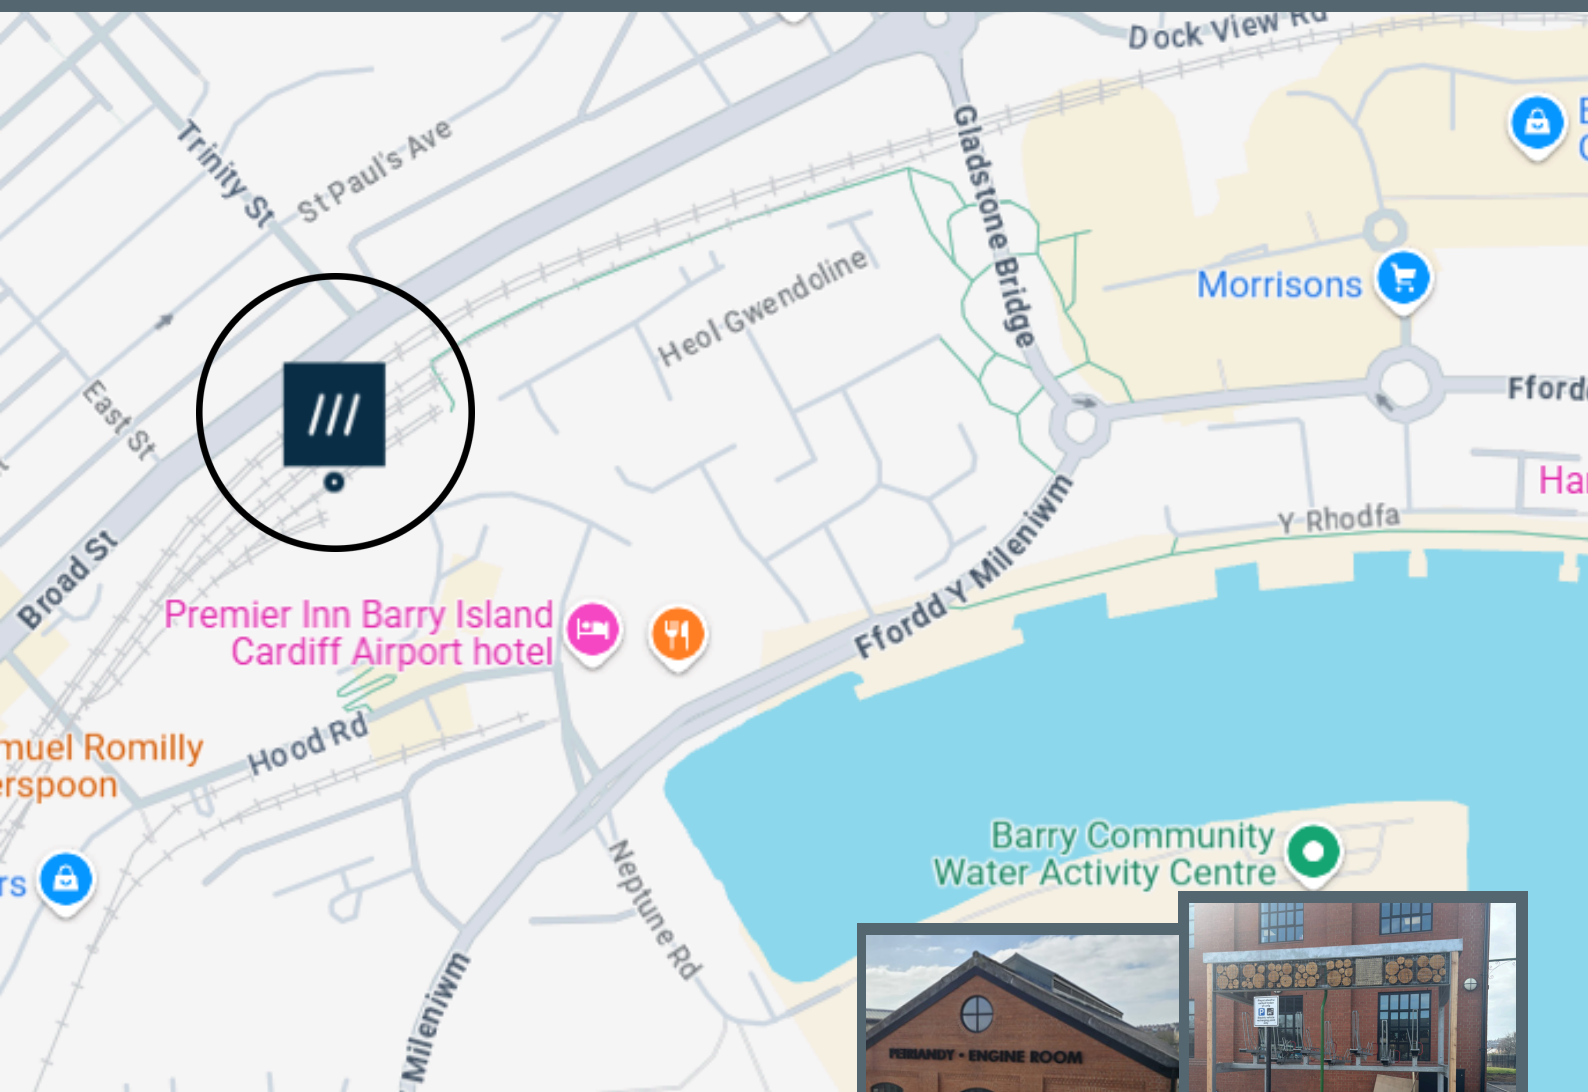 Dock View Rd
Trinity St
St Paul's Ave
Gladstone Bridge
Heol Gwendoline
Morrisons
East St
Ffordd
Y Rhodfa
Broad St
Ffordd Y Mileniwm
Premier Inn Barry Island
Cardiff Airport hotel
Hood Rd
muel Romilly
erspoon
Barry Community
Water Activity Centre
rs
Neptune Rd
Mileniwm
ENGINE ROOM